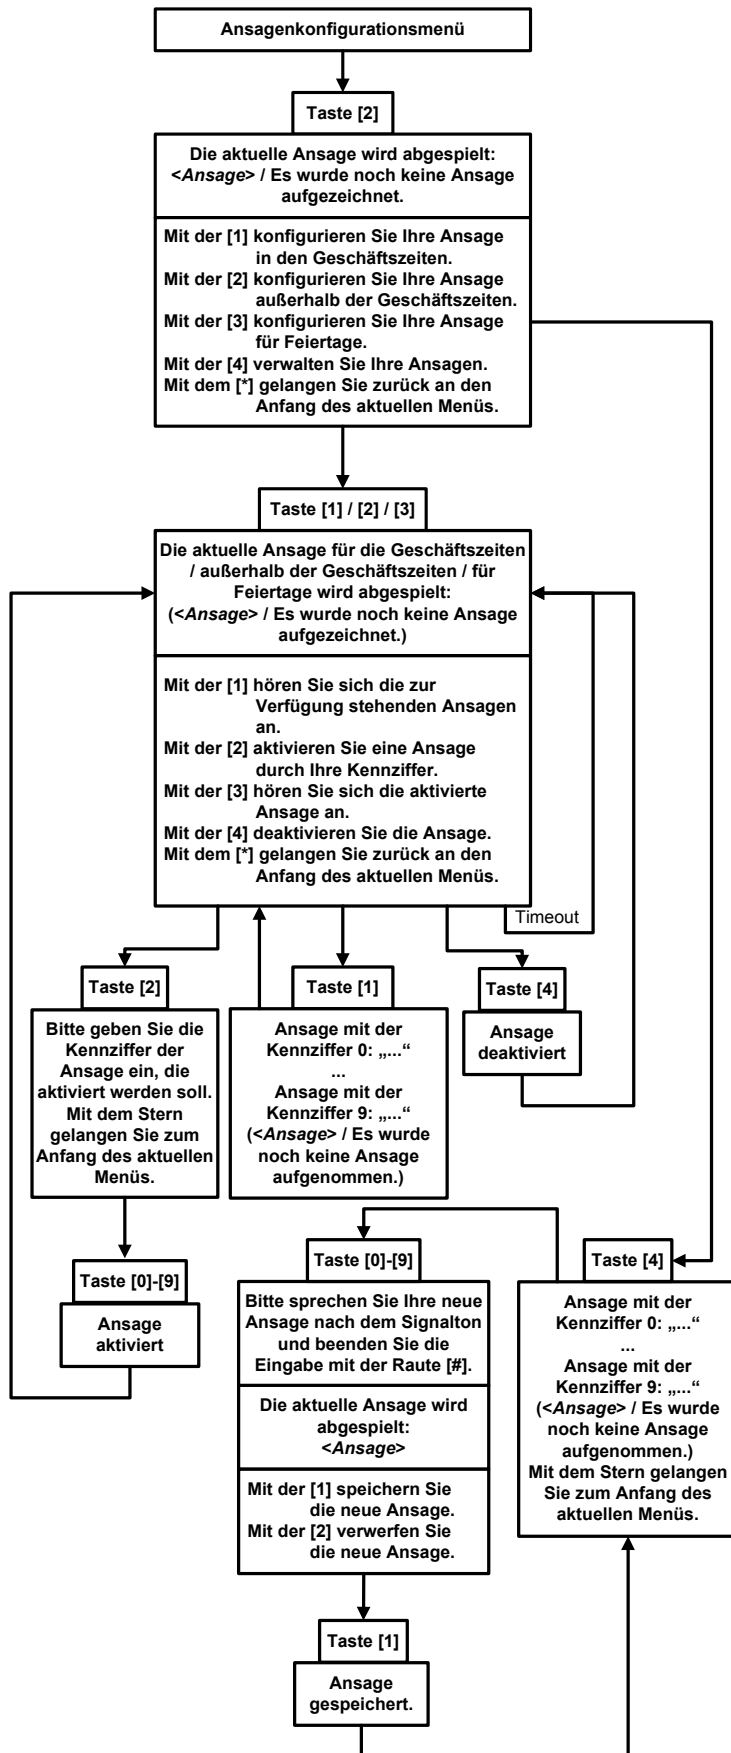 Ansagenkonfigurationsmenü
Taste [2]
Die aktuelle Ansage wird abgespielt:
<Ansage> / Es wurde noch keine Ansage
aufgezeichnet.
Mit der [1] konfigurieren Sie Ihre Ansage
in den Geschäftszeiten.
Mit der [2] konfigurieren Sie Ihre Ansage
außerhalb der Geschäftszeiten.
Mit der [3] konfigurieren Sie Ihre Ansage
für Feiertage.
Mit der [4] verwalten Sie Ihre Ansagen.
Mit dem [*] gelangen Sie zurück an den
Anfang des aktuellen Menüs.
Taste [1] / [2] / [3]
Die aktuelle Ansage für die Geschäftszeiten
/ außerhalb der Geschäftszeiten / für
Feiertage wird abgespielt:
(<Ansage> / Es wurde noch keine Ansage
aufgezeichnet.)
Mit der [1] hören Sie sich die zur
Verfügung stehenden Ansagen
an.
Mit der [2] aktivieren Sie eine Ansage
durch Ihre Kennziffer.
Mit der [3] hören Sie sich die aktivierte
Ansage an.
Mit der [4] deaktivieren Sie die Ansage.
Mit dem [*] gelangen Sie zurück an den
Anfang des aktuellen Menüs.
Timeout
Taste [2]
Bitte geben Sie die
Kennziffer der
Ansage ein, die
aktiviert werden soll.
Mit dem Stern
gelangen Sie zum
Anfang des aktuellen
Menüs.
Taste [1]
Ansage mit der
Kennziffer 0: „...“
...
Ansage mit der
Kennziffer 9: „...“
(<Ansage> / Es wurde
noch keine Ansage
aufgenommen.)
Taste [4]
Ansage
deaktiviert
Taste [0]-[9]
Ansage
aktiviert
Taste [0]-[9]
Bitte sprechen Sie Ihre neue
Ansage nach dem Signalton
und beenden Sie die
Eingabe mit der Raute [#].
Die aktuelle Ansage wird
abgespielt:
<Ansage>
Mit der [1] speichern Sie
die neue Ansage.
Mit der [2] verwerfen Sie
die neue Ansage.
Taste [4]
Ansage mit der
Kennziffer 0: „...“
...
Ansage mit der
Kennziffer 9: „...“
(<Ansage> / Es wurde
noch keine Ansage
aufgenommen.)
Mit dem Stern gelangen
Sie zum Anfang des
aktuellen Menüs.
Taste [1]
Ansage
gespeichert.